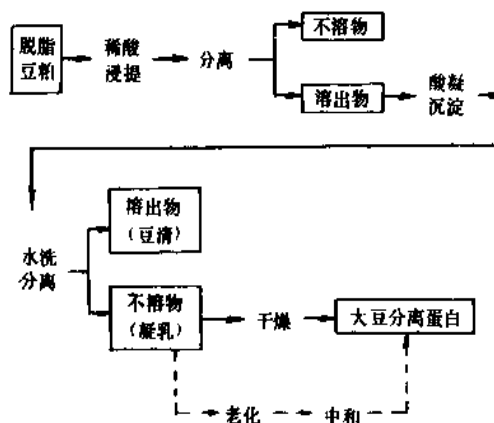 脱脂
豆粕
稀酸
浸提
分离
不溶物
溶出物
酸凝
沉淀
水洗
分离
溶出物
（豆清）
不溶物
（凝乳）
干燥
大豆分离蛋白
老化
中和